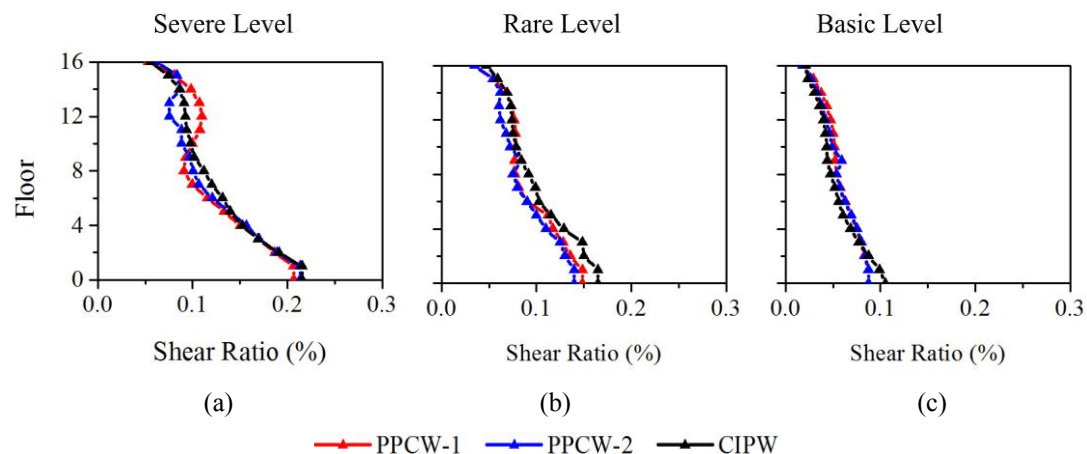 Severe Level
Rare Level
Basic Level
16
12
8
4
0
Floor
0.0 0.1 0.2 0.3
0.0 0.1 0.2 0.3
0.0 0.1 0.2 0.3
Shear Ratio (%)
Shear Ratio (%)
Shear Ratio (%)
(a)
(b)
(c)
PPCW-1 PPCW-2 CIPW